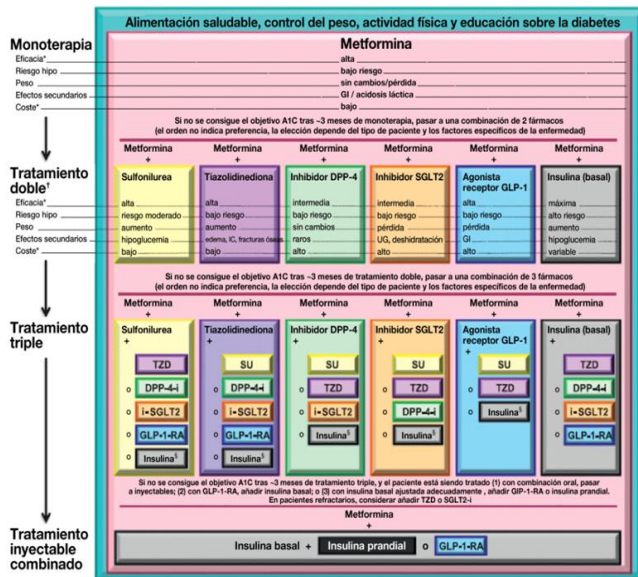 Alimentación saludable, control del peso, actividad física y educación sobre la diabetes
Monoterapia
Metformina
Eficacia* alta
Riesgo hipo bajo riesgo
Peso sin cambios/pérdida
Efectos secundarios GI / acidosis láctica
Coste* bajo
Si no se consigue el objetivo A1C tras ~3 meses de monoterapia, pasar a una combinación de 2 fármacos
(el orden no indica preferencia, la elección depende del tipo de paciente y los factores específicos de la enfermedad)
Metformina Metformina Metformina Metformina Metformina Metformina
+ + + + + +
Tratamiento doble†
Sulfonilurea Tiazolidinediona Inhibidor DPP-4 Inhibidor SGLT2 Agonista receptor GLP-1 Insulina (basal)
Eficacia* alta alta intermedia intermedia alta máxima
Riesgo hipo riesgo moderado bajo riesgo bajo riesgo bajo riesgo bajo riesgo alto riesgo
Peso aumento aumento sin cambios pérdida pérdida aumento
Efectos secundarios hipoglucemia edema, IC, fracturas óseas raros UG, deshidratación GI hipoglucemia
Coste* bajo bajo alto alto alto variable
Si no se consigue el objetivo A1C tras ~3 meses de tratamiento doble, pasar a una combinación de 3 fármacos
(el orden no indica preferencia, la elección depende del tipo de paciente y los factores específicos de la enfermedad)
Metformina Metformina Metformina Metformina Metformina Metformina
+ + + + + +
Tratamiento triple
Sulfonilurea Tiazolidinediona Inhibidor DPP-4 Inhibidor SGLT2 Agonista receptor GLP-1 Insulina (basal)
+ + + + + +
TZD SU SU SU SU TZD
o DPP-4-i o DPP-4-i o TZD o TZD o TZD o DPP-4-i
o i-SGLT2 o i-SGLT2 o i-SGLT2 o DPP-4-i o Insulina§ o i-SGLT2
o GLP-1-RA o GLP-1-RA o Insulina§ o Insulina§ o GLP-1-RA
o Insulina§ o Insulina§
Si no se consigue el objetivo A1C tras ~3 meses de tratamiento triple, y el paciente está siendo tratado (1) con combinación oral, pasar
a inyectables; (2) con GLP-1-RA, añadir insulina basal; o (3) con insulina basal ajustada adecuadamente , añadir GlP-1-RA o insulina prandial.
En pacientes refractarios, considerar añadir TZD o SGLT2-i
Metformina
+
Tratamiento inyectable combinado
Insulina basal + Insulina prandial o GLP-1-RA